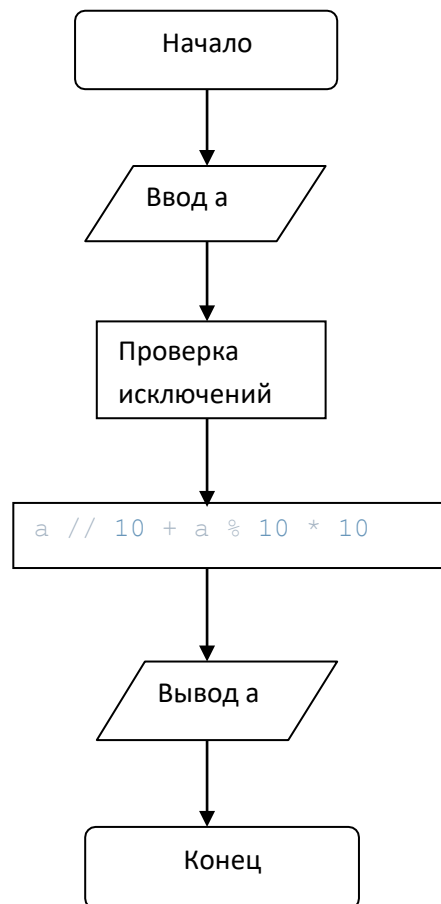 Начало
Ввод а
Проверка
исключений
a // 10 + a % 10 * 10
Вывод а
Конец